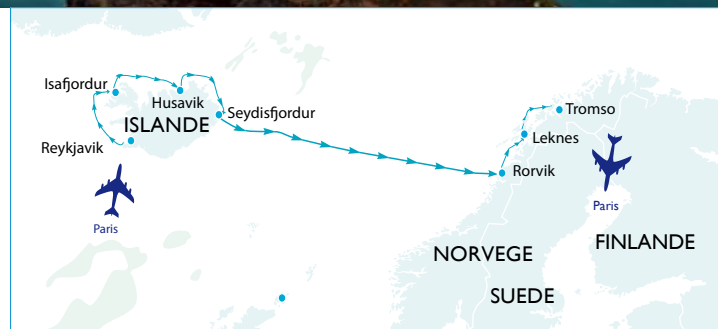 Isafjordur
Husavik
Seydisfjordur
ISLANDE
Reykjavik
Paris
Tromso
Leknes
Rorvik
Paris
NORVEGE
FINLANDE
SUEDE